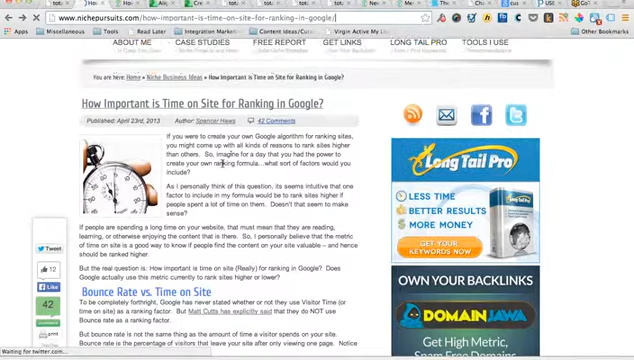 www.nichepursuits.com/how-important-is-time-on-site-for-ranking-in-google/
Miscellaneous
Tools
Integration
Marketing
Content Ideas/
Virgin Active My
Other Bookmarks
ABOUT ME
CASE STUDIES
FREE REPORT
GET LINKS
LONG TAIL PRO
TOOLS I USE
You are here: Home » Niche Business Ideas » How Important is Time on Site for Ranking in Google?
How Important is Time on Site for Ranking in Google?
Published: April 23rd, 2013
Author: Spencer Haws
42 Comments
If you were to create your own Google algorithm for ranking sites,
you might come up with all kinds of reasons to rank sites higher
than others. So, imagine for a day that you had the power to
create your own ranking formula...what sort of factors would you
include?
As I personally think of this question, its seems intuitive that one
factor to include in my formula would be to rank sites higher if
people spent a lot of time on them. Doesn't that seem to make
sense?
If people are spending a long time on your website, that must mean that they are reading,
learning, or otherwise enjoying the content that is there. So, I personally believe that the metric
of time on site is a good way to know if people find the content on your site valuable – and hence
should be ranked higher.
But the real question is: How important is time on site (Really) for ranking in Google? Does
Google actually use this metric currently to rank sites higher or lower?
Bounce Rate vs. Time on Site
To be completely forthright, Google has never stated whether or not they use Visitor Time (or
time on site) as a ranking factor. But Matt Cutts has explicitly said that they do NOT use
Bounce Rate as a ranking factor.
But bounce rate is not the same thing as the amount of time a visitor spends on your site.
Bounce Rate is the percentage of visitors that leave your site after only viewing one page. Notice
Tweet
12
Like
42
print
Waiting for twitter.com...
LongTailPro
LESS TIME
BETTER RESULTS
MORE MONEY
GET YOUR
KEYWORDS NOW
OWN YOUR BACKLINKS
DOMAINJAWA
Get High Metric,
Spam Free Domains